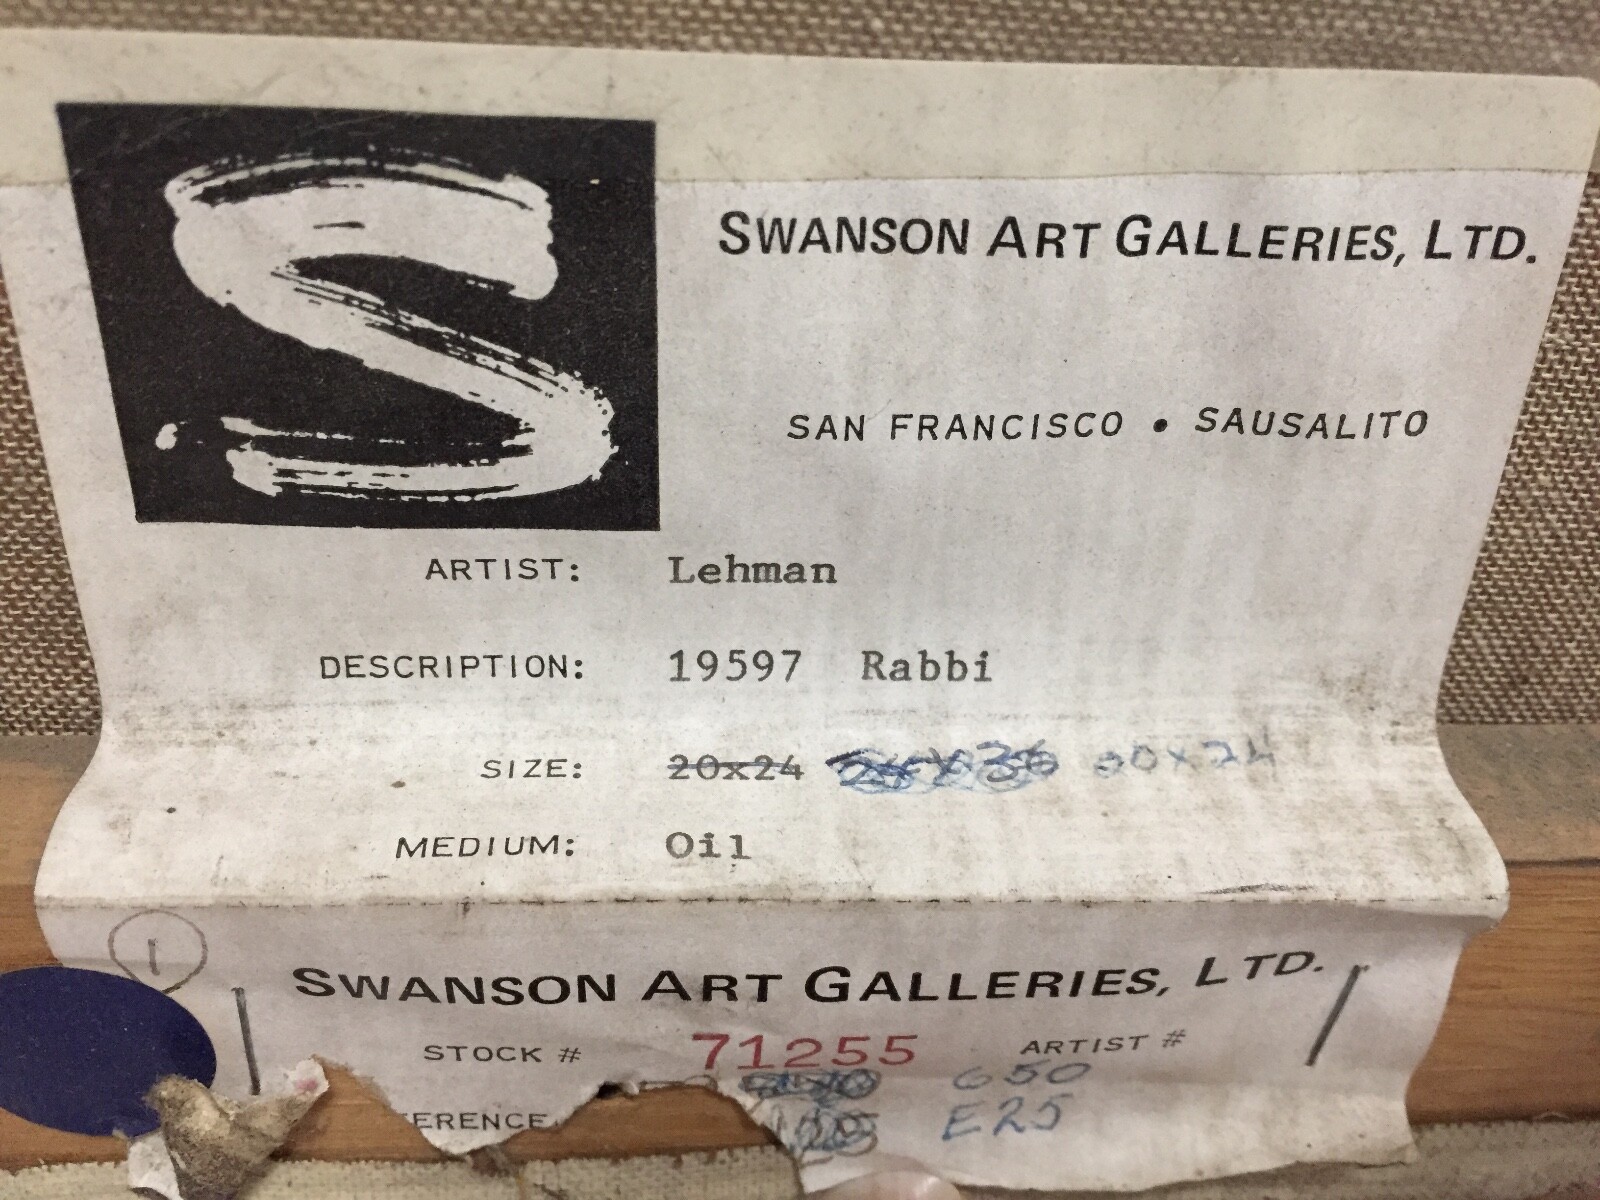 S
SWANSON ART GALLERIES, LTD.
SAN FRANCISCO • SAUSALITO
ARTIST: Lehman
DESCRIPTION: 19597 Rabbi
SIZE: 20x24
MEDIUM: Oil
1
SWANSON ART GALLERIES, LTD.
STOCK # 71255 ARTIST #
650
E25